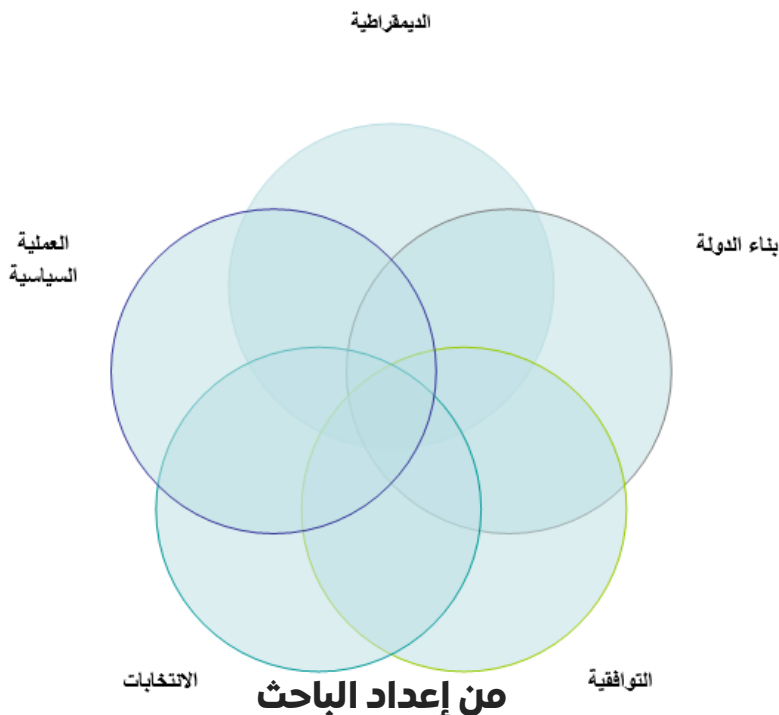 الديمقراطية
بناء الدولة
العملية
السياسية
التوافقية
الانتخابات
من إعداد الباحث